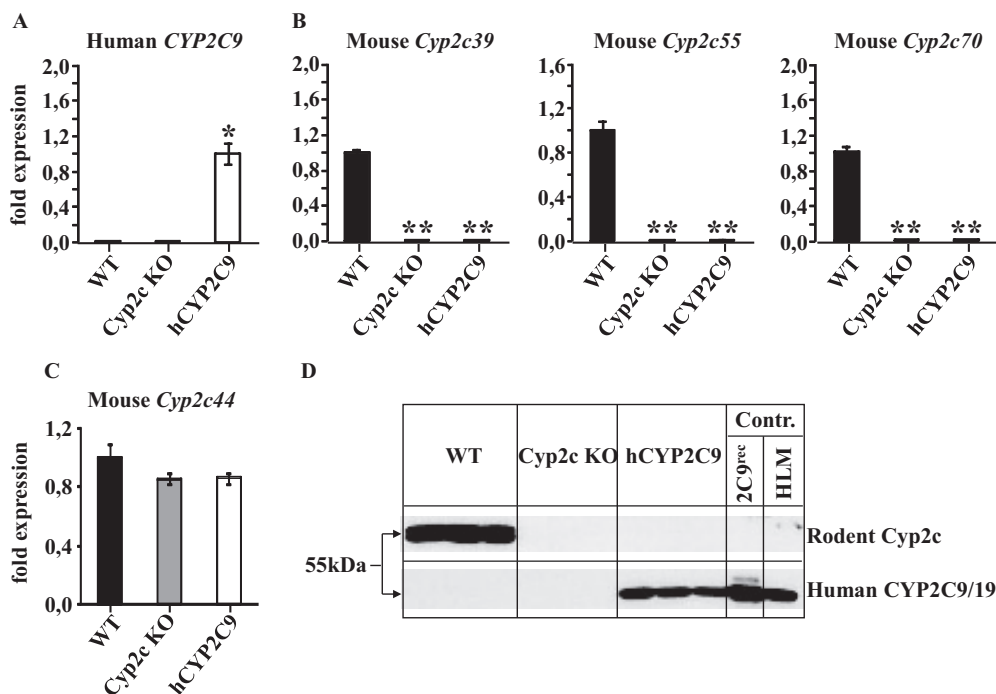 A
Human CYP2C9
fold expression
2,0
1,6
1,2
0,8
0,4
0,0
*
WT
Cyp2c KO
hCYP2C9
B
Mouse Cyp2c39
2,0
1,6
1,2
0,8
0,4
0,0
**
**
WT
Cyp2c KO
hCYP2C9
Mouse Cyp2c55
1,6
1,2
0,8
0,4
0,0
**
**
WT
Cyp2c KO
hCYP2C9
Mouse Cyp2c70
2,0
1,6
1,2
0,8
0,4
0,0
**
**
WT
Cyp2c KO
hCYP2C9
C
Mouse Cyp2c44
fold expression
1,2
0,8
0,4
0,0
WT
Cyp2c KO
hCYP2C9
D
WT
Cyp2c KO
hCYP2C9
Contr.
2C9rec
HLM
55kDa
Rodent Cyp2c
Human CYP2C9/19